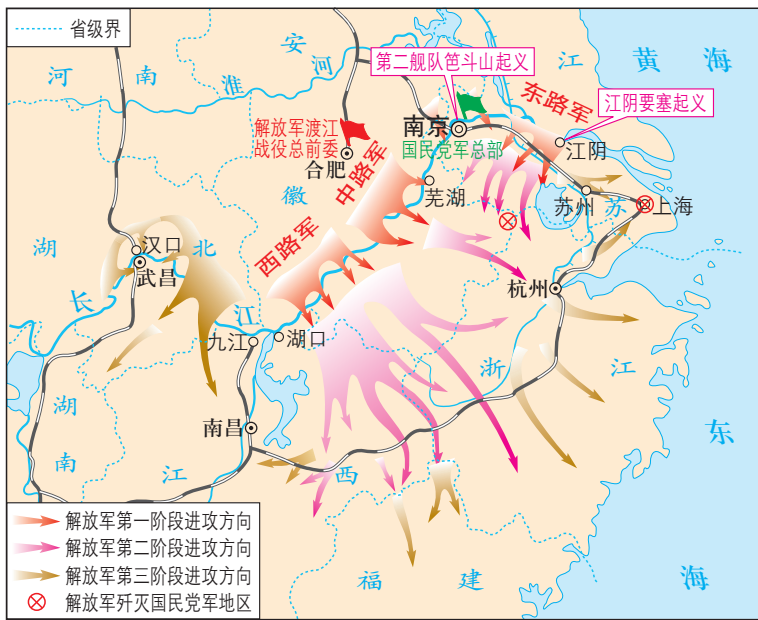 省级界
河
南
淮
安
河
江
黄
海
第二舰队笆斗山起义
东路军
江阴要塞起义
解放军渡江
战役总前委
南京
国民党军总部
江阴
合肥
中路军
徽
芜湖
苏州
苏
上海
湖
汉口
北
西路军
武昌
杭州
长
江
九江
湖口
浙
江
湖
南
南昌
东
江
西
福
建
海
解放军第一阶段进攻方向
解放军第二阶段进攻方向
解放军第三阶段进攻方向
解放军歼灭国民党军地区